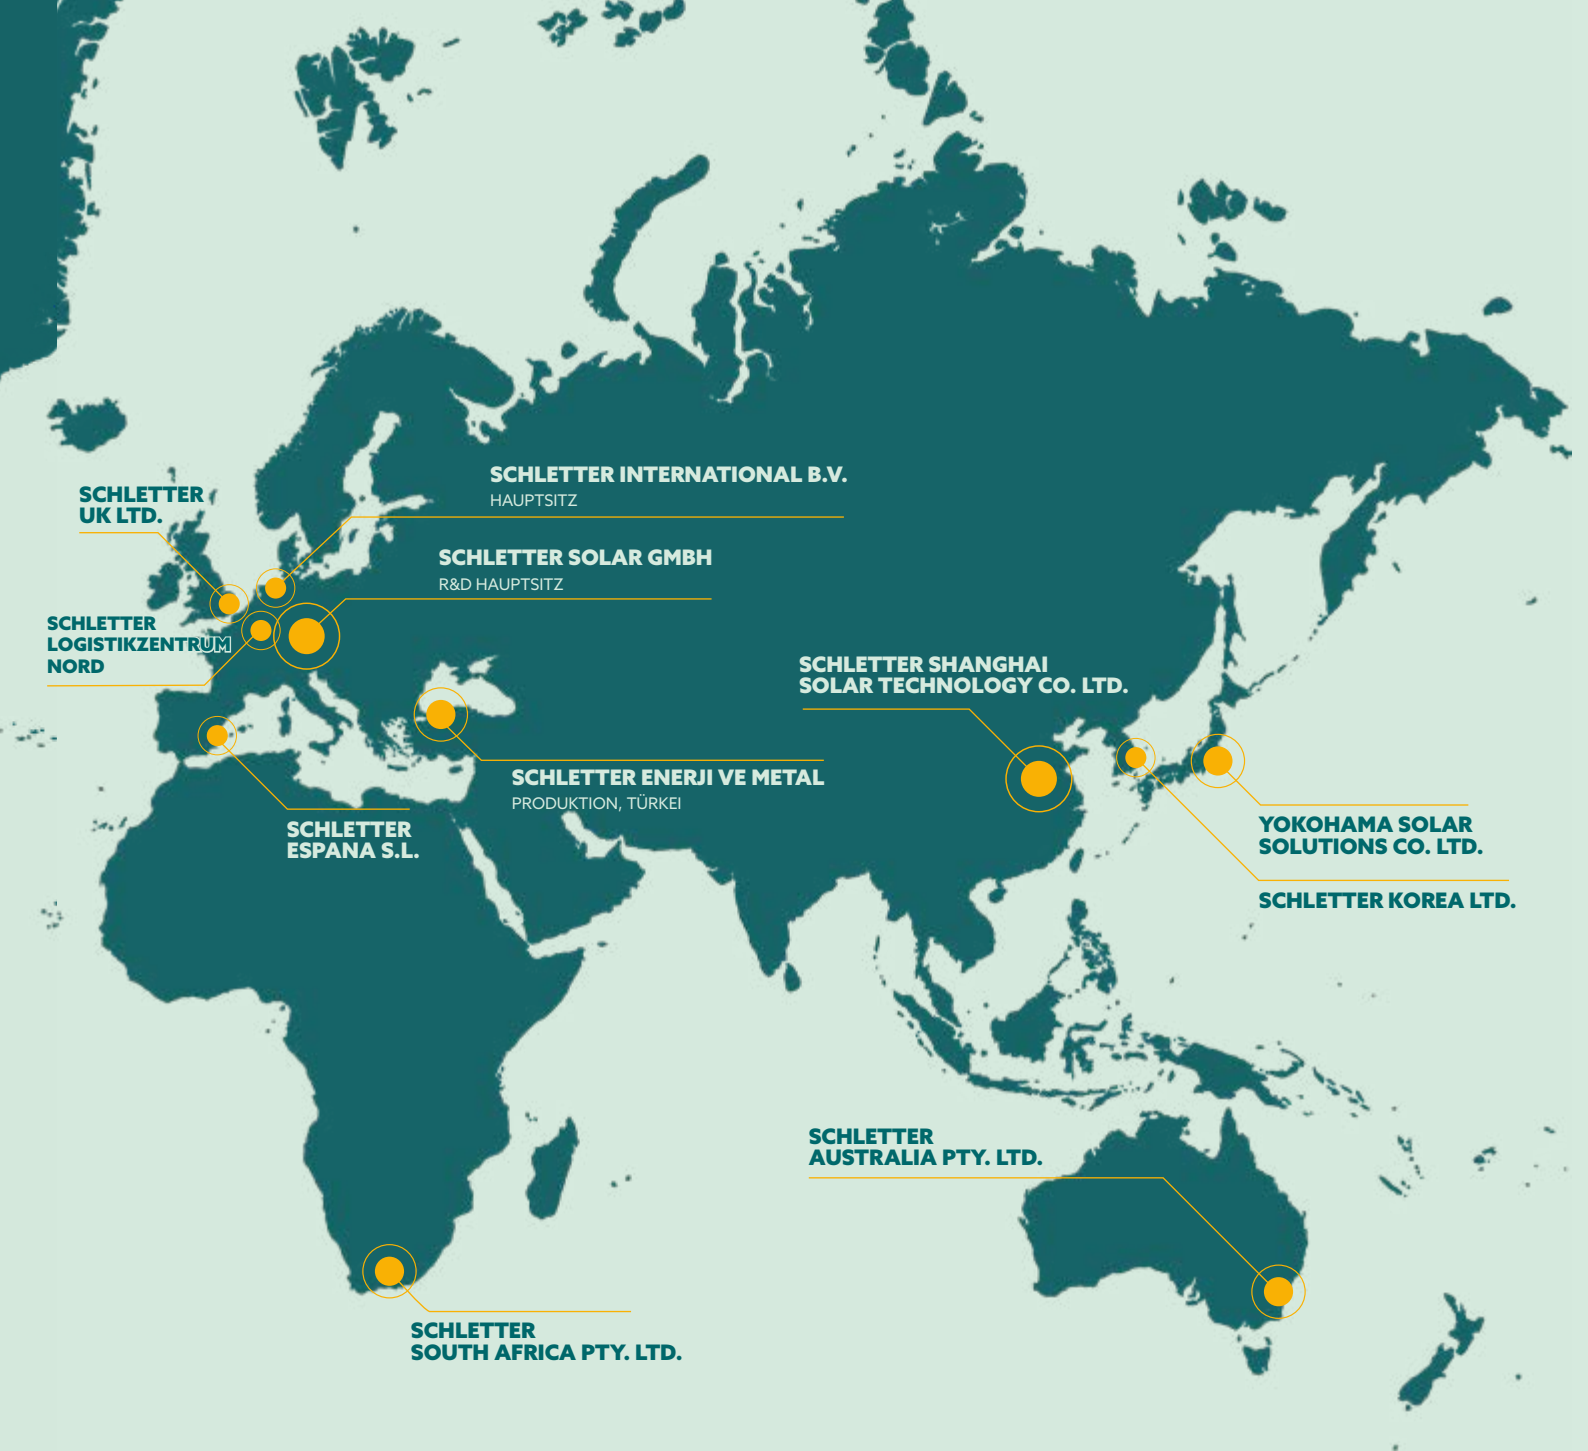 SCHLETTER INTERNATIONAL B.V.
HAUPTSITZ
SCHLETTER
UK LTD.
SCHLETTER SOLAR GMBH
R&D HAUPTSITZ
SCHLETTER
LOGISTIKZENTRUM
NORD
SCHLETTER SHANGHAI
SOLAR TECHNOLOGY CO. LTD.
SCHLETTER ENERJI VE METAL
PRODUKTION, TÜRKEI
SCHLETTER
ESPANA S.L.
YOKOHAMA SOLAR
SOLUTIONS CO. LTD.
SCHLETTER KOREA LTD.
SCHLETTER
AUSTRALIA PTY. LTD.
SCHLETTER
SOUTH AFRICA PTY. LTD.